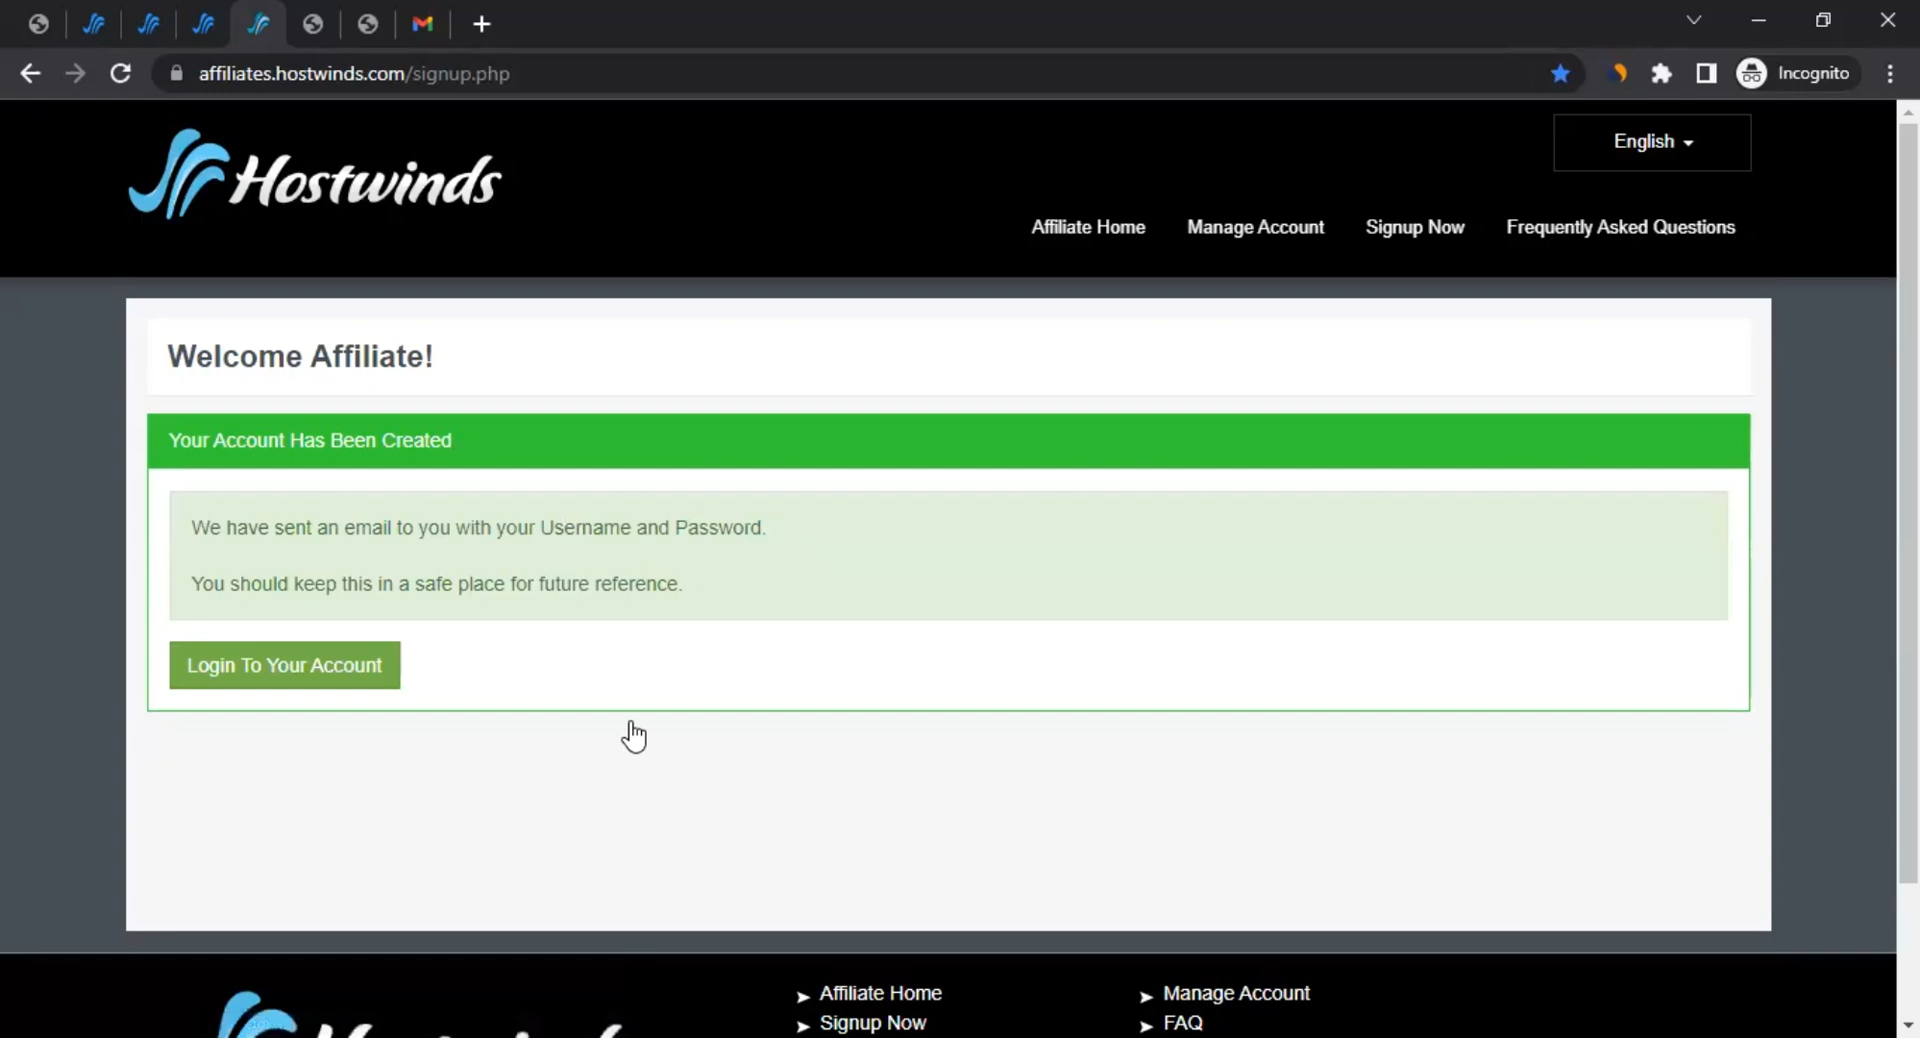 affiliates.hostwinds.com/signup.php
Incognito
Hostwinds
English
Affiliate Home
Manage Account
Signup Now
Frequently Asked Questions
Welcome Affiliate!
Your Account Has Been Created
We have sent an email to you with your Username and Password.
You should keep this in a safe place for future reference.
Login To Your Account
Affiliate Home
Manage Account
Signup Now
FAQ